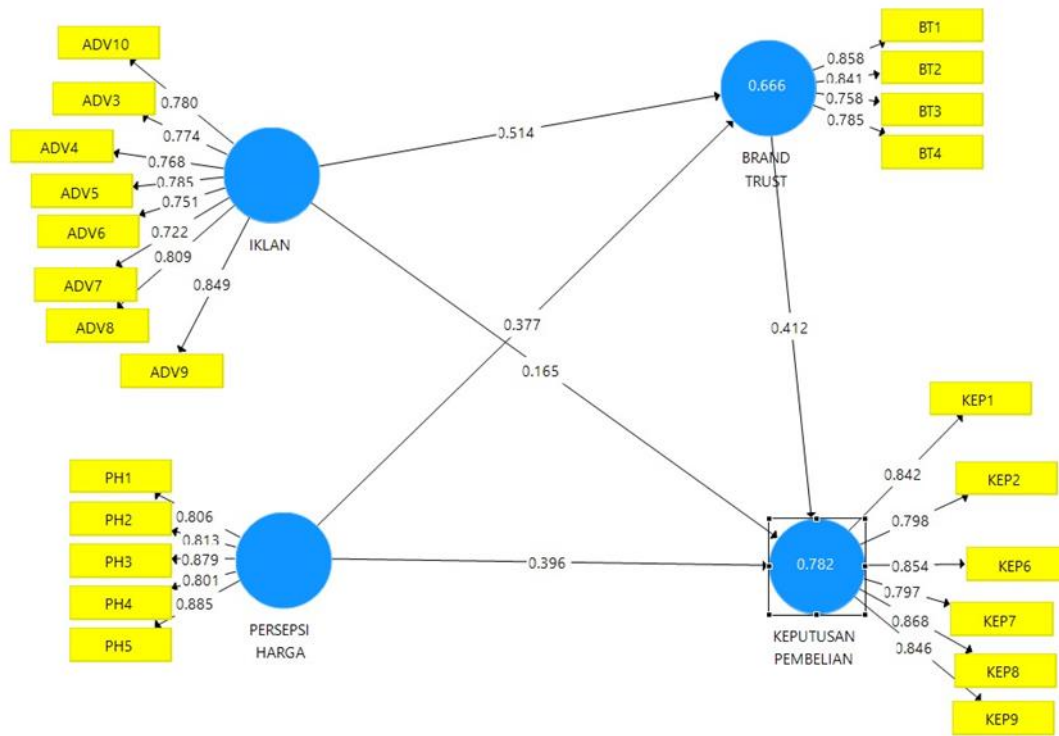 ADV10
ADV3
ADV4
ADV5
ADV6
ADV7
ADV8
ADV9
0.780
0.774
0.768
0.785
0.751
0.722
0.809
0.849
IKLAN
0.514
0.666
BRAND
TRUST
0.858
0.841
0.758
0.785
BT1
BT2
BT3
BT4
0.377
0.165
0.412
PH1
PH2
PH3
PH4
PH5
0.806
0.813
0.879
0.801
0.885
PERSEPSI
HARGA
0.396
0.782
KEPUTUSAN
PEMBELIAN
0.842
0.798
0.854
0.797
0.868
0.846
KEP1
KEP2
KEP6
KEP7
KEP8
KEP9